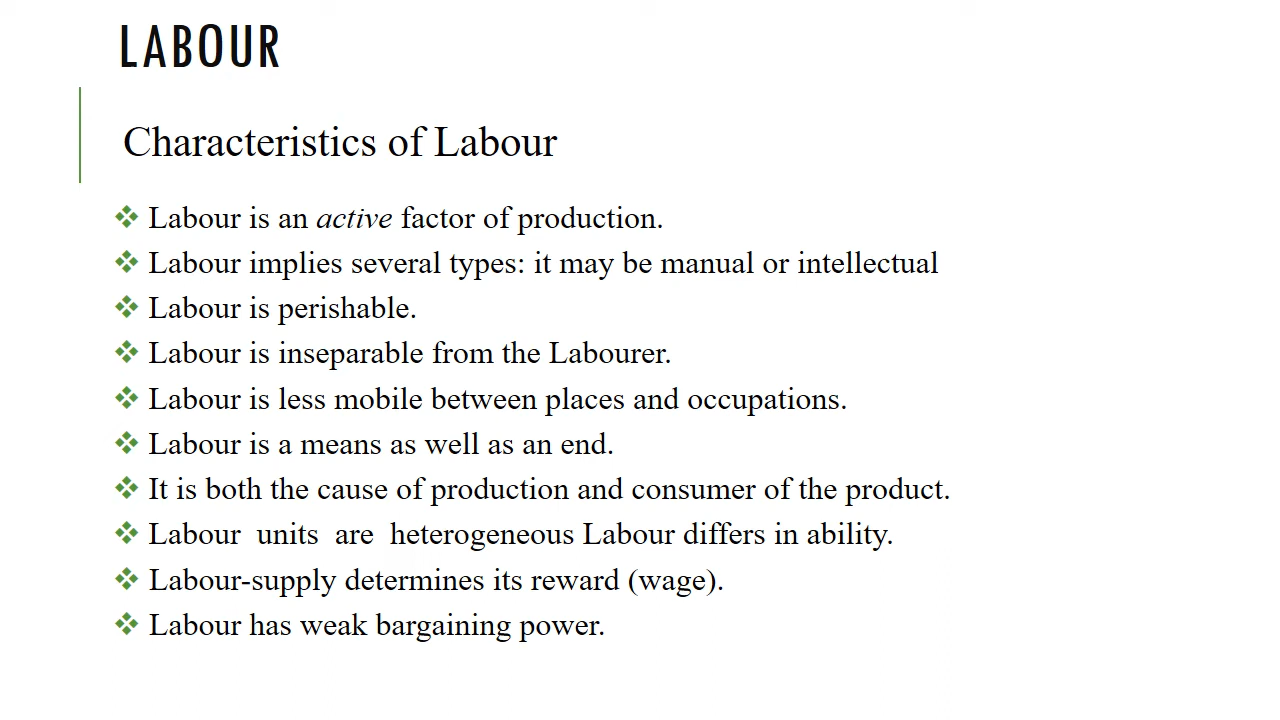 LABOUR
Characteristics of Labour
Labour is an active factor of production.
Labour implies several types: it may be manual or intellectual
Labour is perishable.
Labour is inseparable from the Labourer.
Labour is less mobile between places and occupations.
Labour is a means as well as an end.
It is both the cause of production and consumer of the product.
Labour  units  are  heterogeneous Labour differs in ability.
Labour-supply determines its reward (wage).
Labour has weak bargaining power.